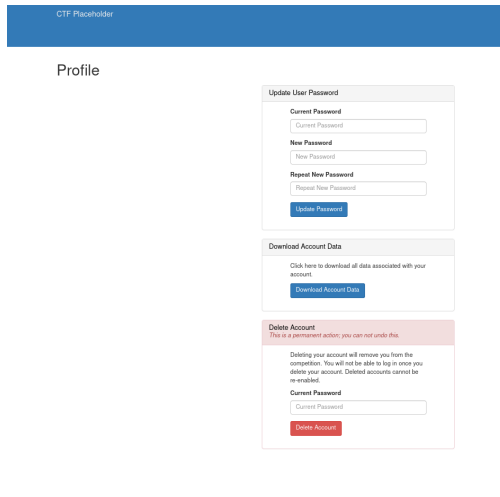 CTF Placeholder
Profile
Update User Password
Current Password
Current Password
New Password
New Password
Repeat New Password
Repeat New Password
Update Password
Download Account Data
Click here to download all data associated with your
account.
Download Account Data
Delete Account
This is a permanent action; you can not undo this.
Deleting your account will remove you from the
competition. You will not be able to log in once you
delete your account. Deleted accounts cannot be
re-enabled.
Current Password
Current Password
Delete Account